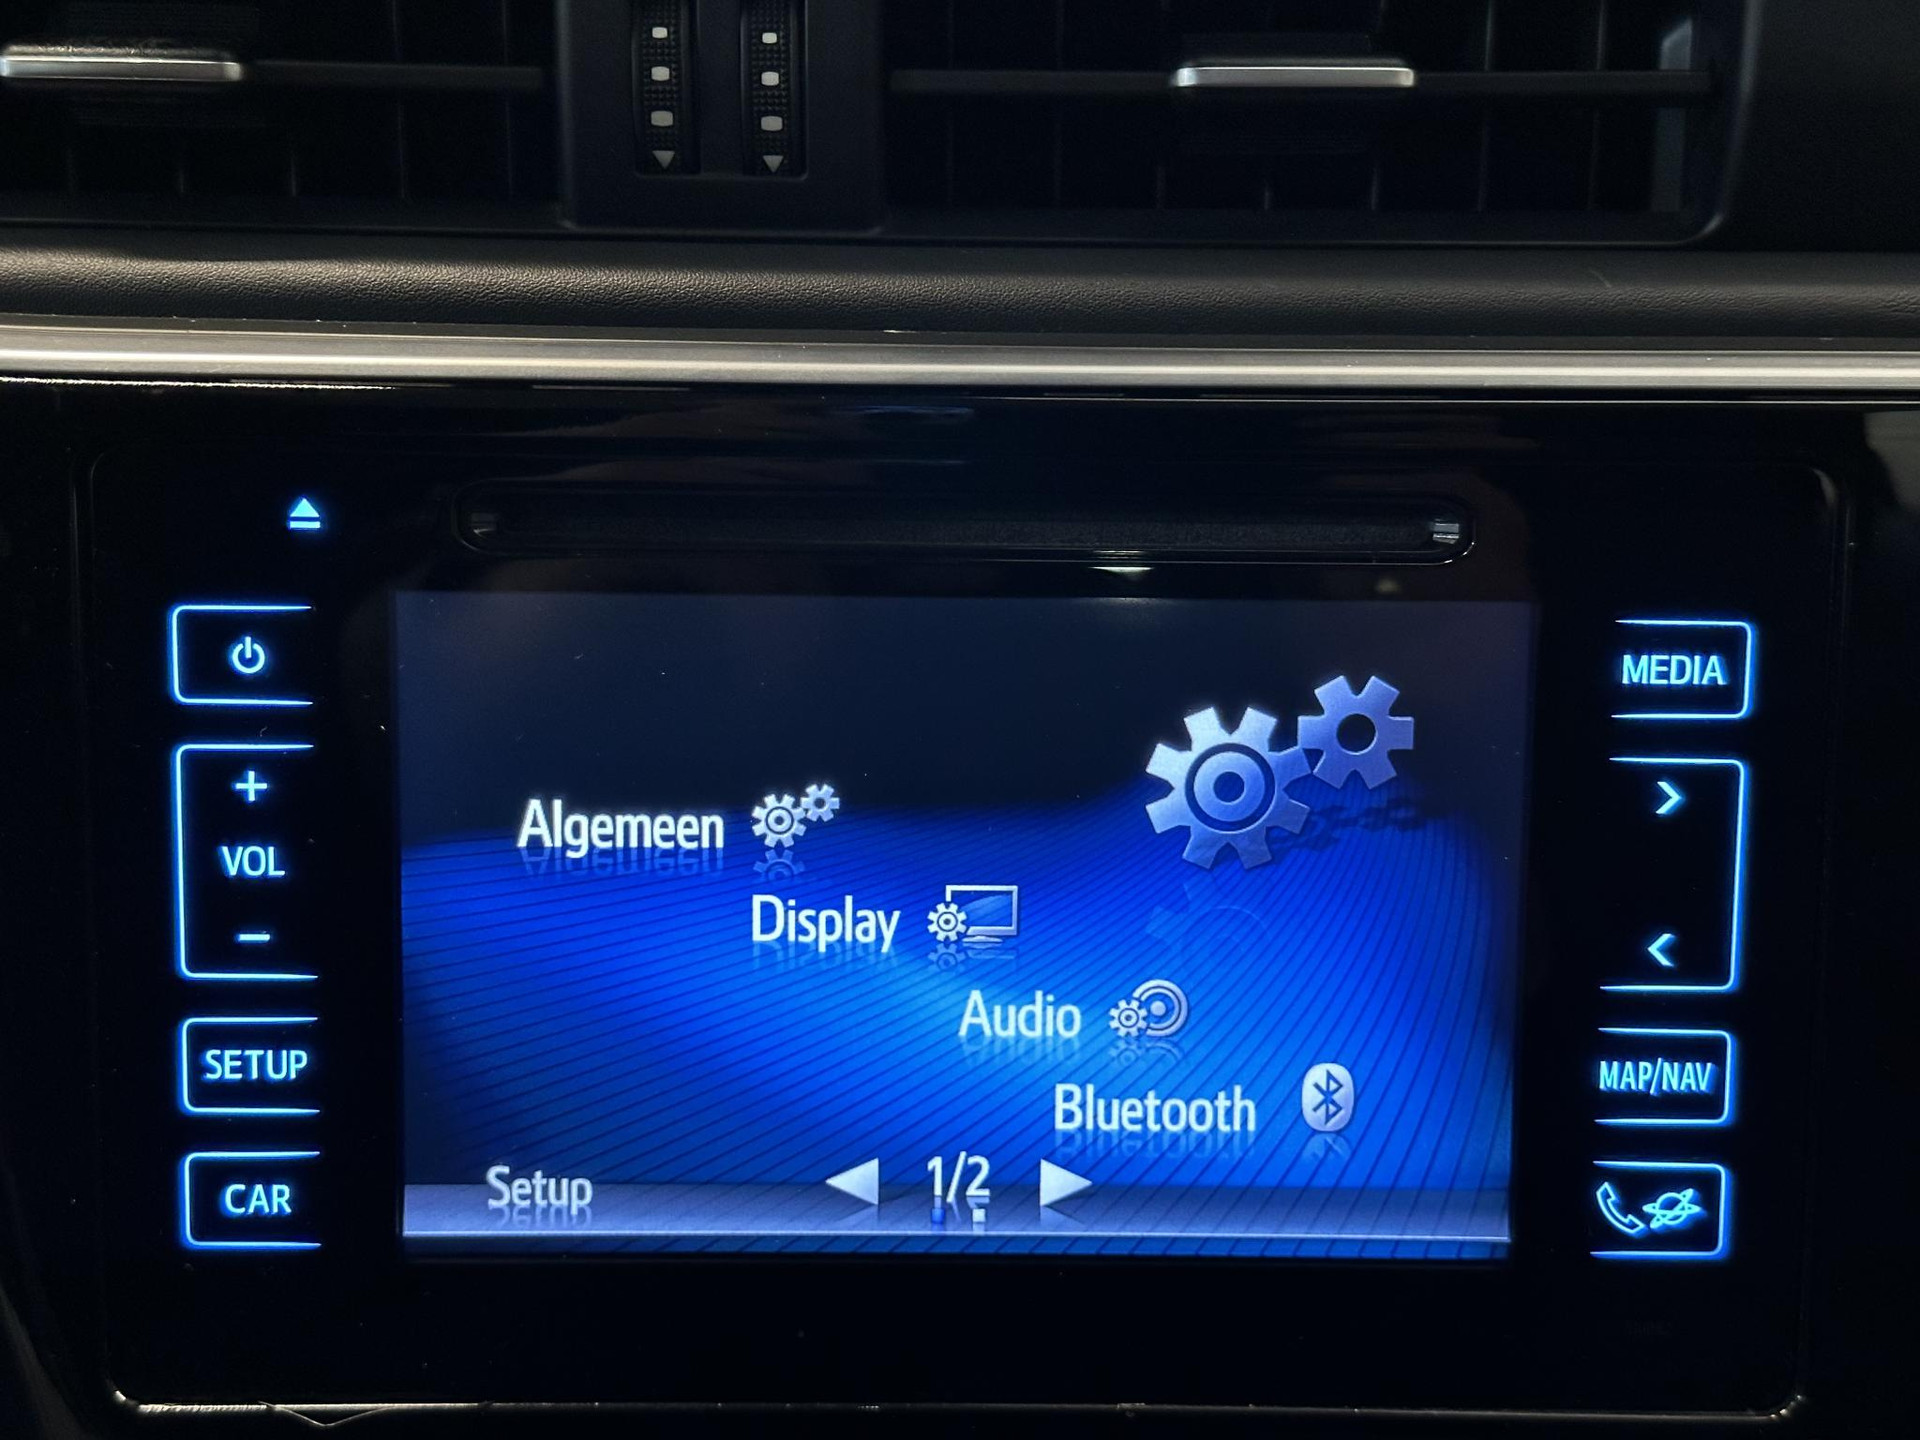 MEDIA
+
VOL
-
SETUP
CAR
Algemeen
Display
Audio
Bluetooth
Setup
1/2
>
<
MAP/NAV